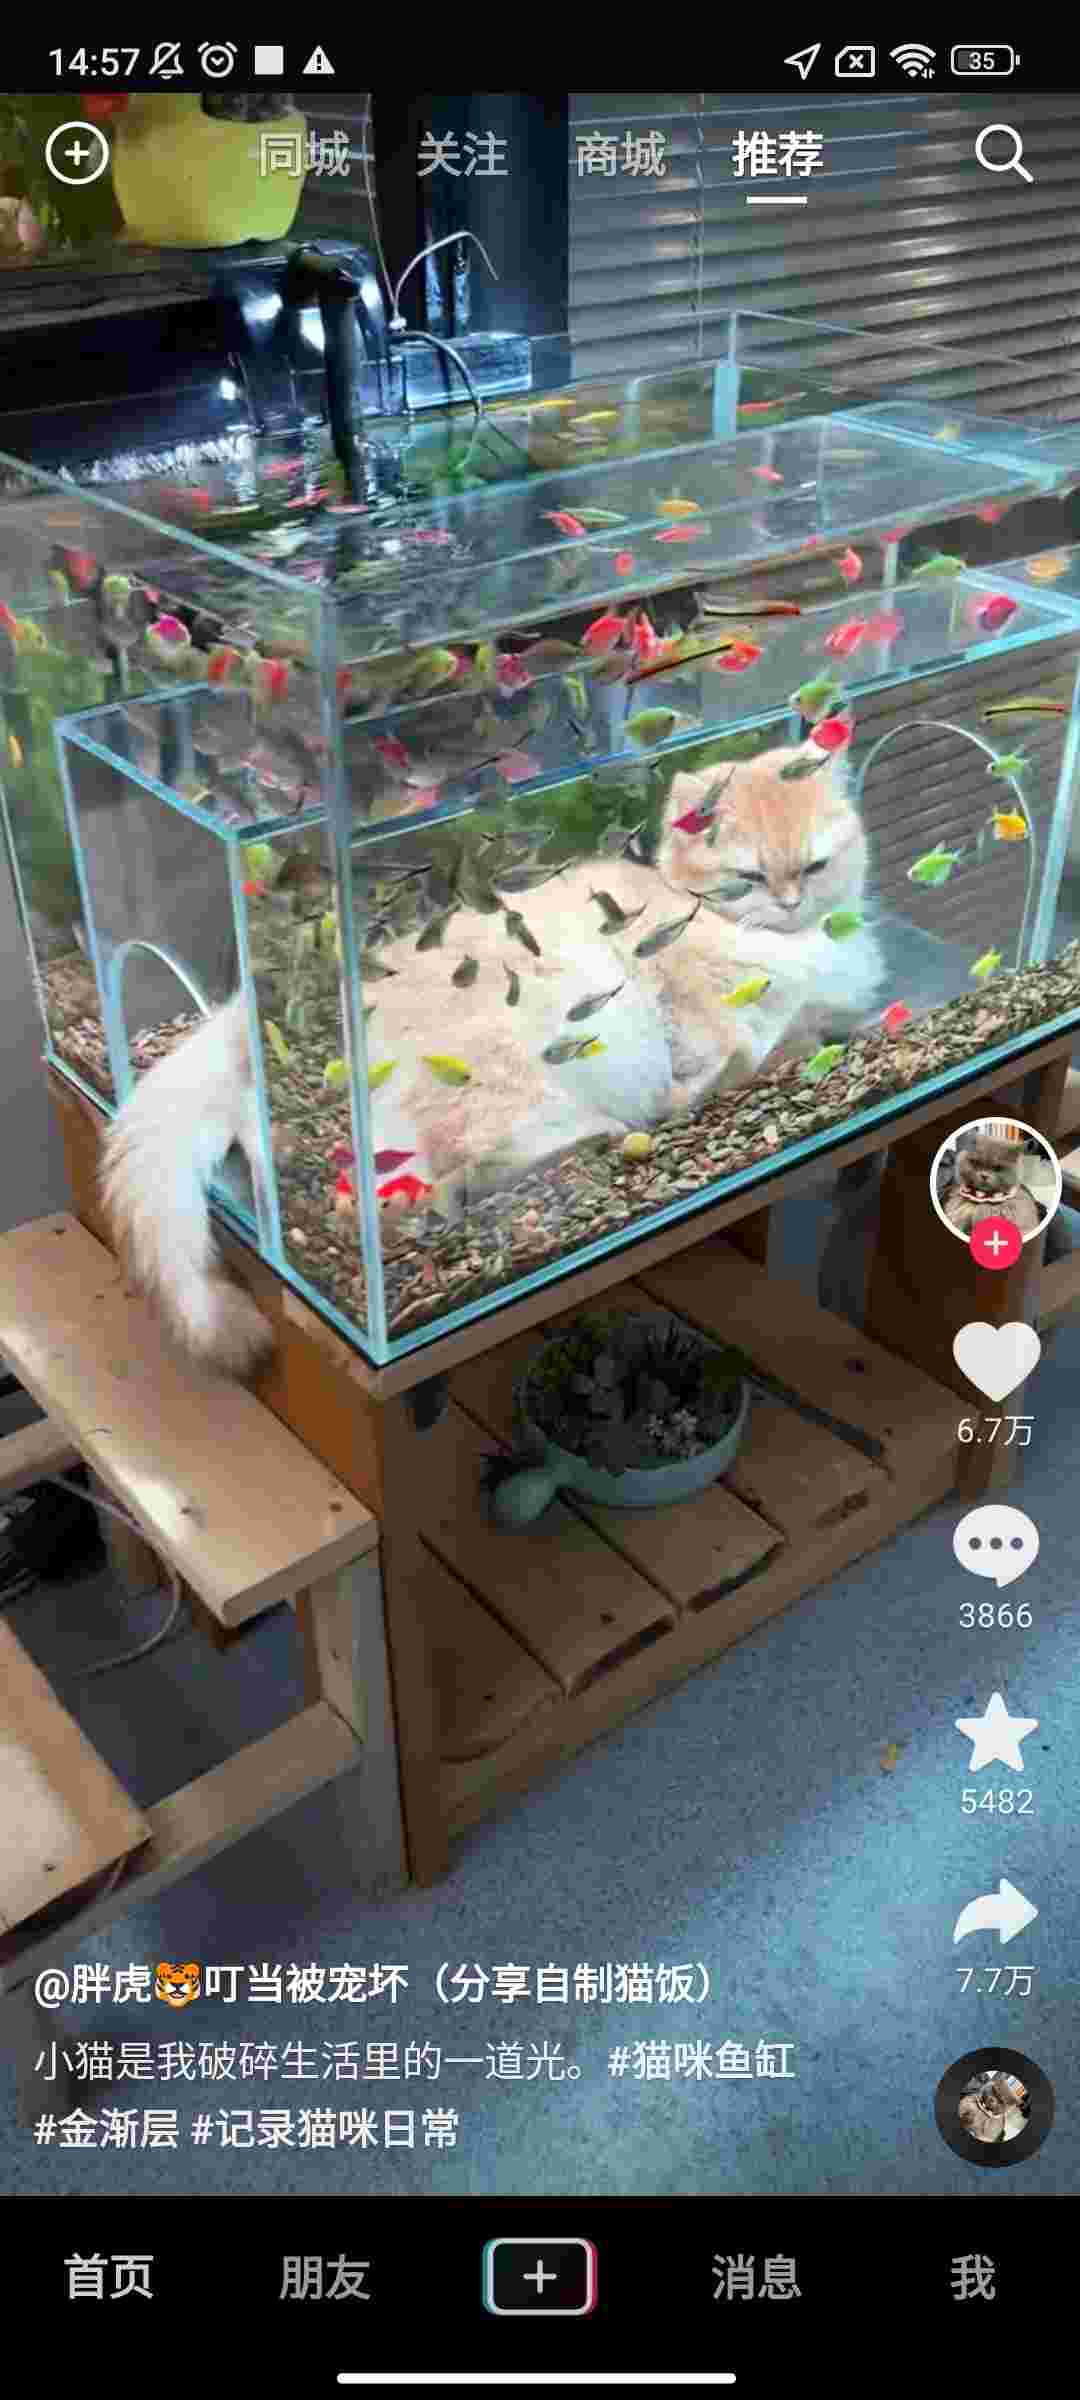 14:57
35
同城 关注 商城 推荐
6.7万
3866
5482
7.7万
@胖虎🐯叮当被宠坏（分享自制猫饭）
小猫是我破碎生活里的一道光。#猫咪鱼缸
#金渐层 #记录猫咪日常
首页 朋友 消息 我